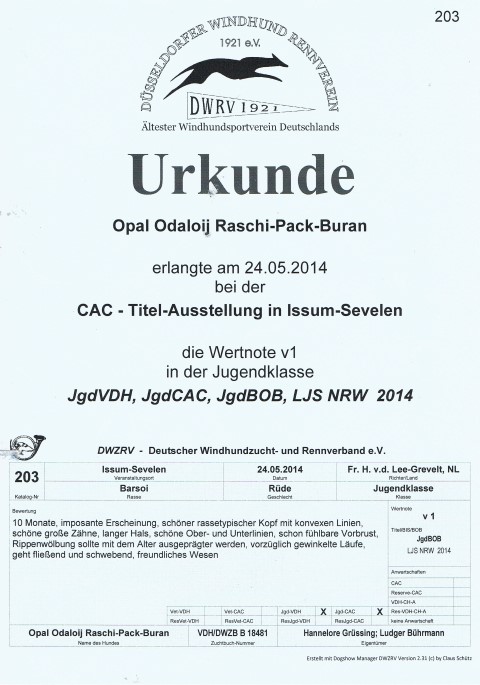 203
DÜSSELDORFER WINDHUND RENNVEREIN
1921 e.V.
DWRV 1921
Ältester Windhundsportverein Deutschlands
Urkunde
Opal Odaloij Raschi-Pack-Buran
erlangte am 24.05.2014
bei der
CAC - Titel-Ausstellung in Issum-Sevelen
die Wertnote v1
in der Jugendklasse
JgdVDH, JgdCAC, JgdBOB, LJS NRW 2014
DWZRV - Deutscher Windhundzucht- und Rennverband e.V.
203 Issum-Sevelen 24.05.2014 Fr. H. v.d. Lee-Grevelt, NL
Veranstaltungsort Datum Richter/Land
Barsoi Rüde Jugendklasse
Katalog-Nr Rasse Geschlecht Klasse
Bewertung
10 Monate, imposante Erscheinung, schöner rassetypischer Kopf mit konvexen Linien,
schöne große Zähne, langer Hals, schöne Ober- und Unterlinien, schon fühlbare Vorbrust,
Rippenwölbung sollte mit dem Alter ausgeprägter werden, vorzüglich gewinkelte Läufe,
geht fließend und schwebend, freundliches Wesen
Wertnote
v 1
Titel/BIS/BOB
JgdBOB
LJS NRW 2014
Anwartschaften
CAC
Reserve-CAC
VDH-CH-A
Vet-VDH Vet-CAC Jgd-VDH X Jgd-CAC X Res-VDH-CH-A
ResVet-VDH ResVet-CAC ResJgd-VDH ResJgd-CAC keine Anwartschaft
Opal Odaloij Raschi-Pack-Buran VDH/DWZB B 18481 Hannelore Grüssing; Ludger Bührmann
Name des Hundes Zuchtbuch-Nummer Eigentümer
Erstellt mit Dogshow Manager DWZRV Version 2.31 (c) by Claus Schütz